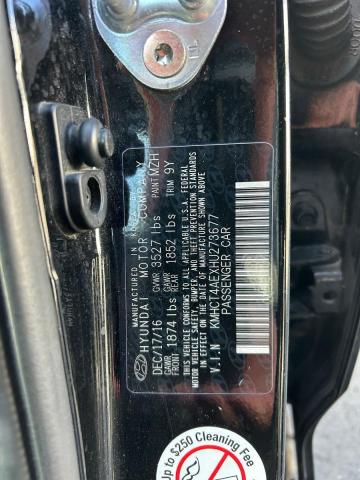 MANUFACTURED IN KOREA BY
HYUNDAI MOTOR COMPANY
DEC/17/16 GVWR 3527 lbs PAINT MZH
GAWR FRONT 1874 lbs GAWR REAR 1852 lbs TRIM 9Y
THIS VEHICLE CONFORMS TO ALL APPLICABLE U.S.A. FEDERAL
MOTOR VEHICLE SAFETY, BUMPER, AND THEFT PREVENTION STANDARDS
IN EFFECT ON THE DATE OF MANUFACTURE SHOWN ABOVE
V.I.N KMHCT4AEXHU273677
PASSENGER CAR
Up to $250 Cleaning Fee